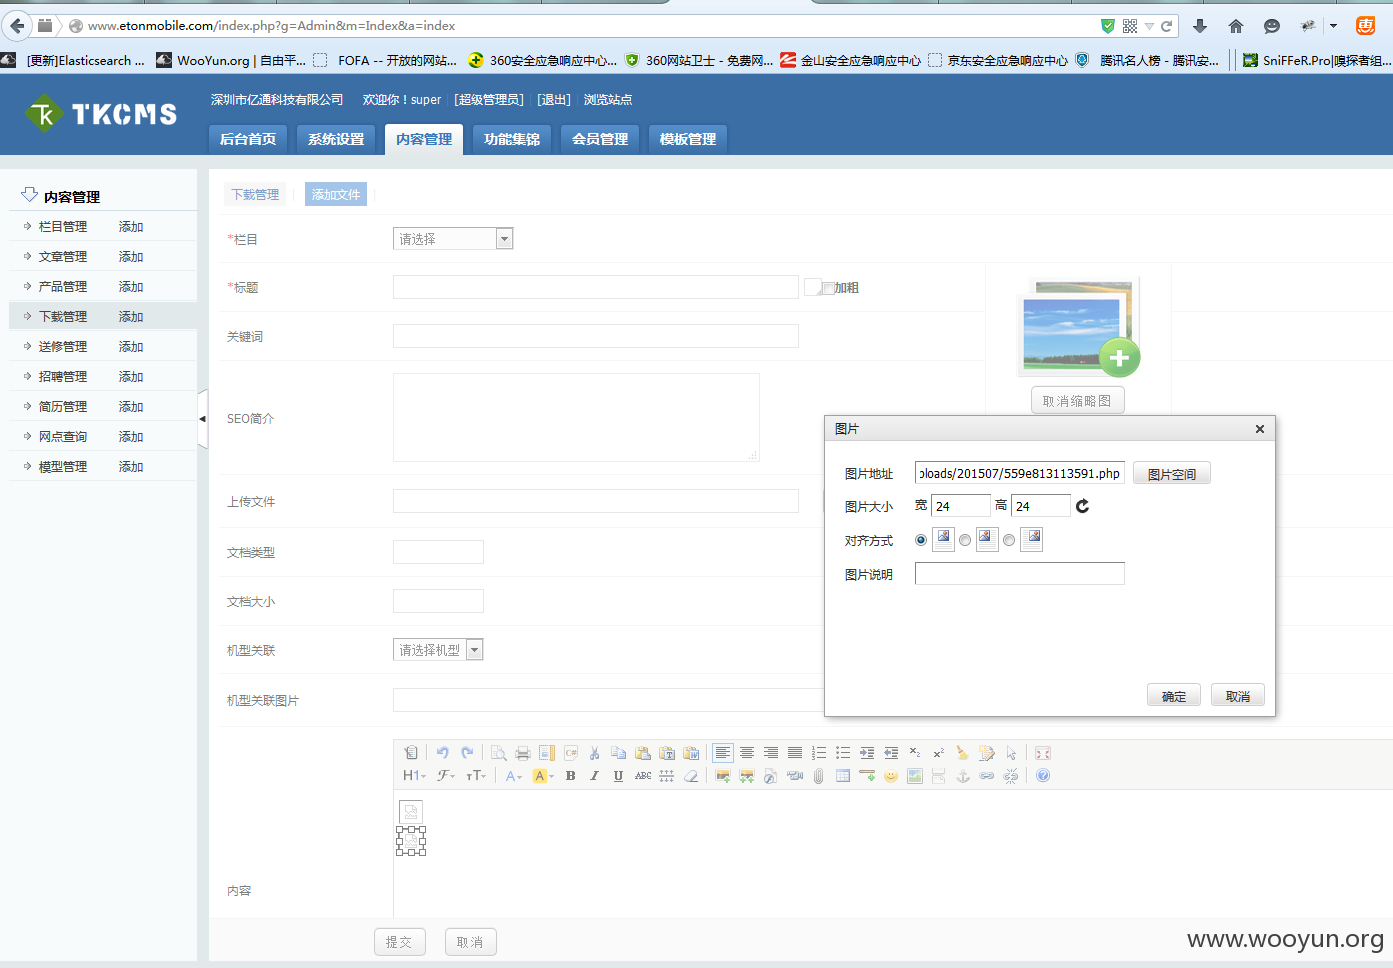 www.etonmobile.com/index.php?g=Admin&m=Index&a=index
[更新]Elasticsearch ...
WooYun.org | 自由平...
FOFA -- 开放的网站...
360安全应急响应中心...
360网站卫士 - 免费网...
金山安全应急响应中心
京东安全应急响应中心
腾讯名人榜 - 腾讯安...
SniFFeR.Pro|嗅探者组...
TKCMS
深圳市亿通科技有限公司 欢迎你！super [超级管理员] [退出] 浏览站点
后台首页 系统设置 内容管理 功能集锦 会员管理 模板管理
内容管理
栏目管理 添加
文章管理 添加
产品管理 添加
下载管理 添加
送修管理 添加
招聘管理 添加
简历管理 添加
网点查询 添加
模型管理 添加
下载管理 添加文件
*栏目 请选择
*标题 加粗
关键词
取消缩略图
SEO简介
上传文件
文档类型
文档大小
机型关联 请选择机型
机型关联图片
图片
图片地址 ploads/201507/559e813113591.php 图片空间
图片大小 宽 24 高 24
对齐方式
图片说明
确定 取消
内容
提交 取消
www.wooyun.org